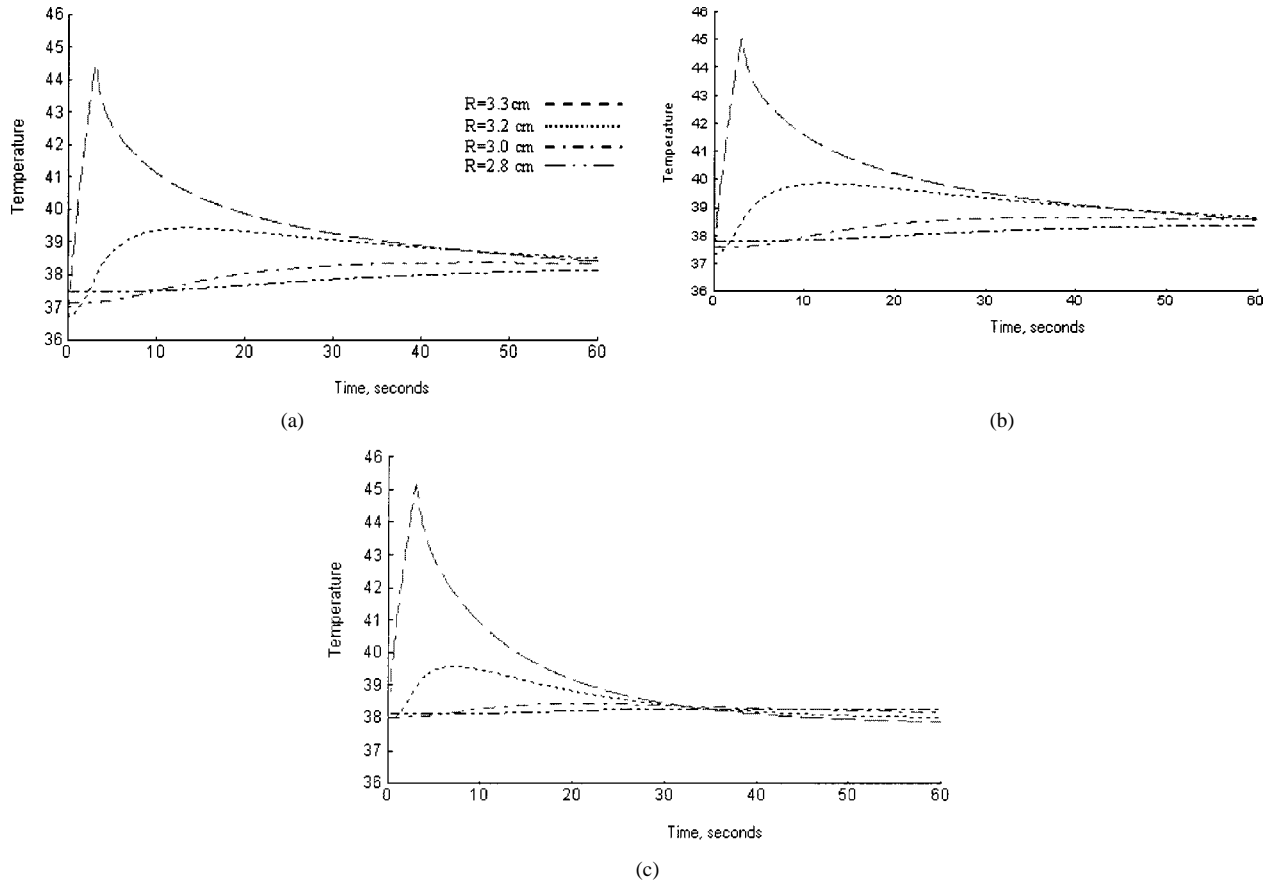 46
45
44
43
42
41
40
39
38
37
36
Temperature
0 10 20 30 40 50 60
Time, seconds
R=3.3 cm
R=3.2 cm
R=3.0 cm
R=2.8 cm
(a)
46
45
44
43
42
41
40
39
38
37
36
Temperature
0 10 20 30 40 50 60
Time, seconds
(b)
46
45
44
43
42
41
40
39
38
37
36
Temperature
0 10 20 30 40 50 60
Time, seconds
(c)